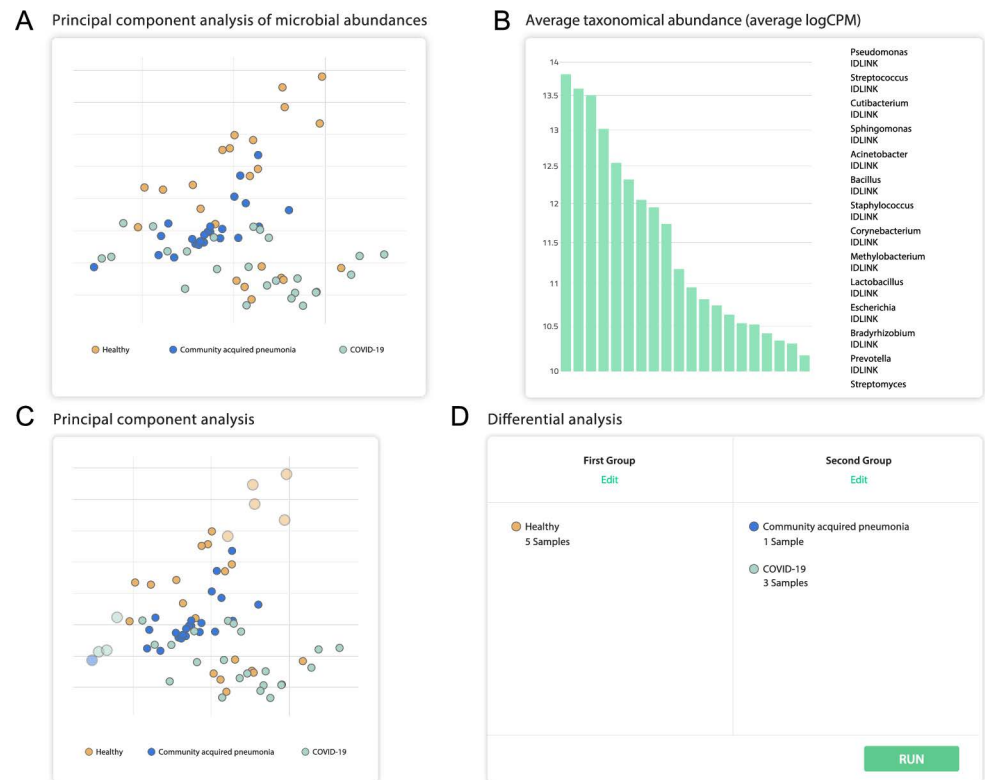 A
Principal component analysis of microbial abundances
Healthy
Community acquired pneumonia
COVID-19
B
Average taxonomical abundance (average logCPM)
14
13.5
13
12.5
12
11.5
11
10.5
10
Pseudomonas
IDLINK
Streptococcus
IDLINK
Cutibacterium
IDLINK
Sphingomonas
IDLINK
Acinetobacter
IDLINK
Bacillus
IDLINK
Staphylococcus
IDLINK
Corynebacterium
IDLINK
Methylobacterium
IDLINK
Lactobacillus
IDLINK
Escherichia
IDLINK
Bradyrhizobium
IDLINK
Prevotella
IDLINK
Streptomyces
C
Principal component analysis
Healthy
Community acquired pneumonia
COVID-19
D
Differential analysis
First Group
Edit
Second Group
Edit
Healthy
5 Samples
Community acquired pneumonia
1 Sample
COVID-19
3 Samples
RUN